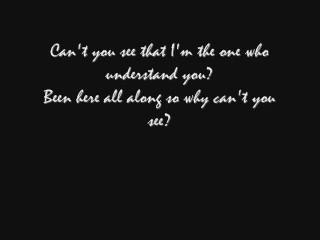 Can't you see that I'm the one who
understand you?
Been here all along so why can't you
see?